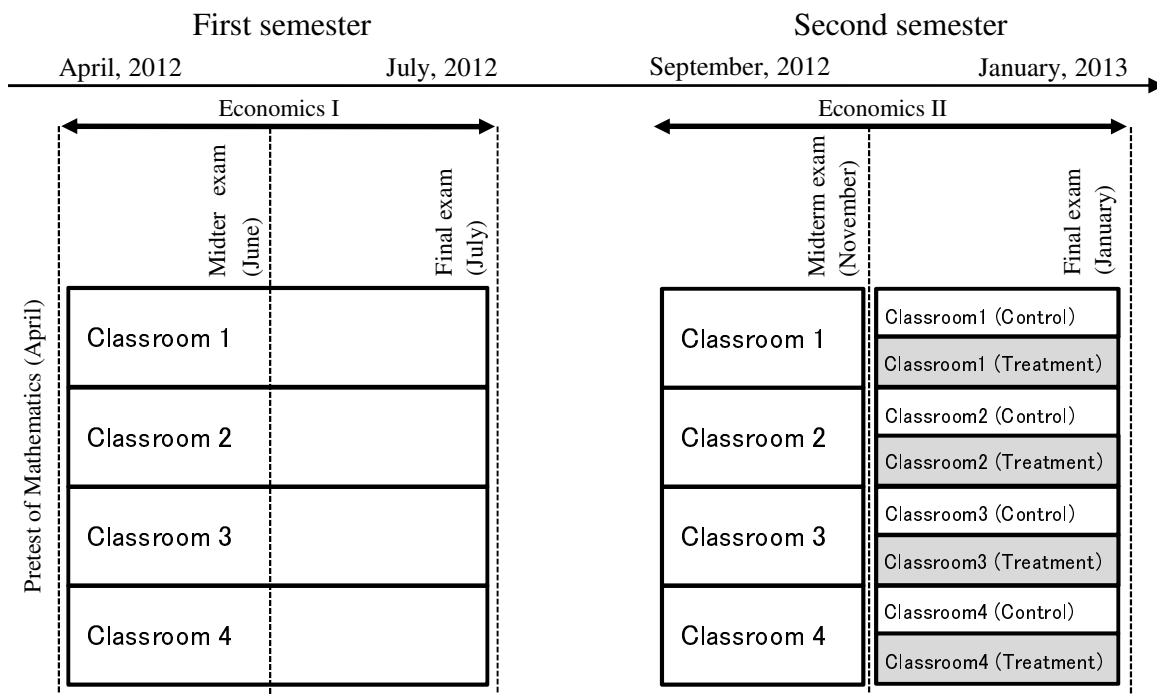 First semester
Second semester
April, 2012
July, 2012
September, 2012
January, 2013
Economics I
Economics II
Midter exam
(June)
Final exam
(July)
Midterm exam
(November)
Final exam
(January)
Pretest of Mathematics (April)
Classroom 1
Classroom 2
Classroom 3
Classroom 4
Classroom 1
Classroom 2
Classroom 3
Classroom 4
Classroom1 (Control)
Classroom1 (Treatment)
Classroom2 (Control)
Classroom2 (Treatment)
Classroom3 (Control)
Classroom3 (Treatment)
Classroom4 (Control)
Classroom4 (Treatment)